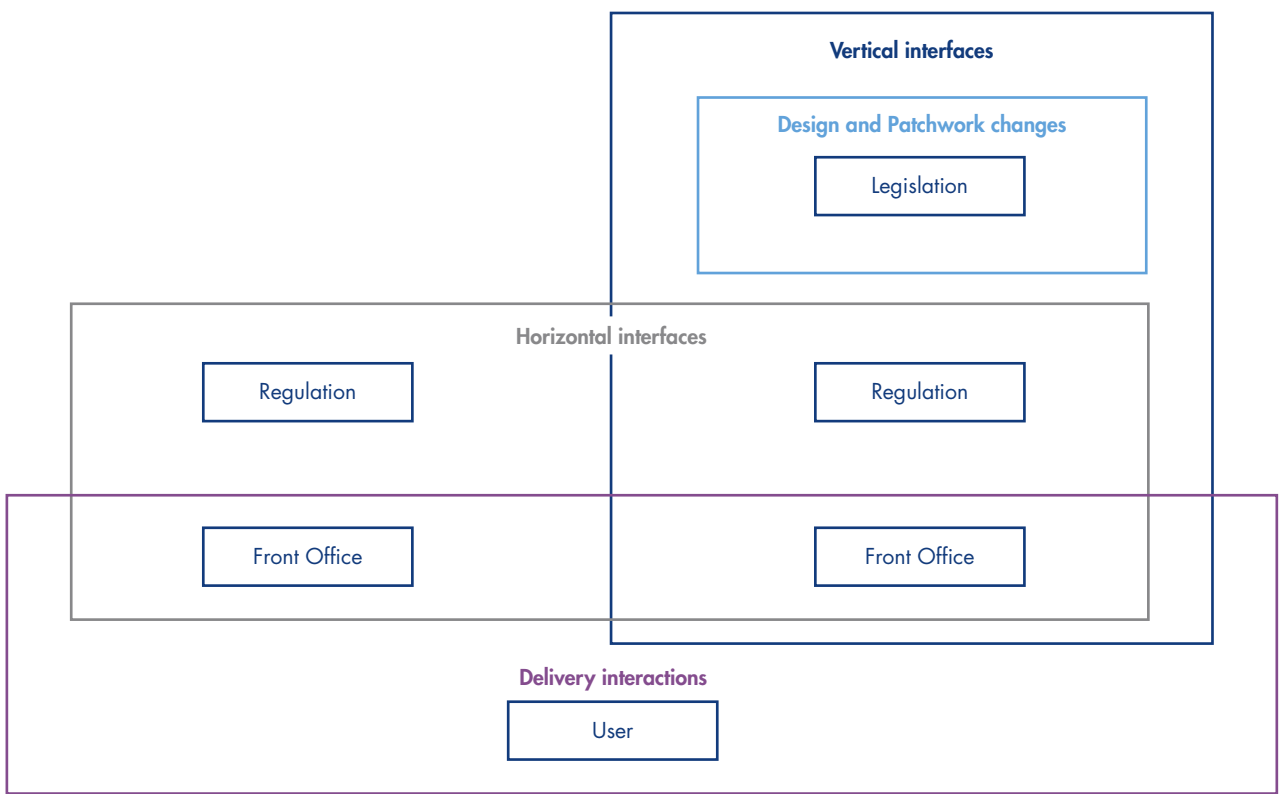 Vertical interfaces
Design and Patchwork changes
Legislation
Horizontal interfaces
Regulation
Regulation
Front Office
Front Office
Delivery interactions
User